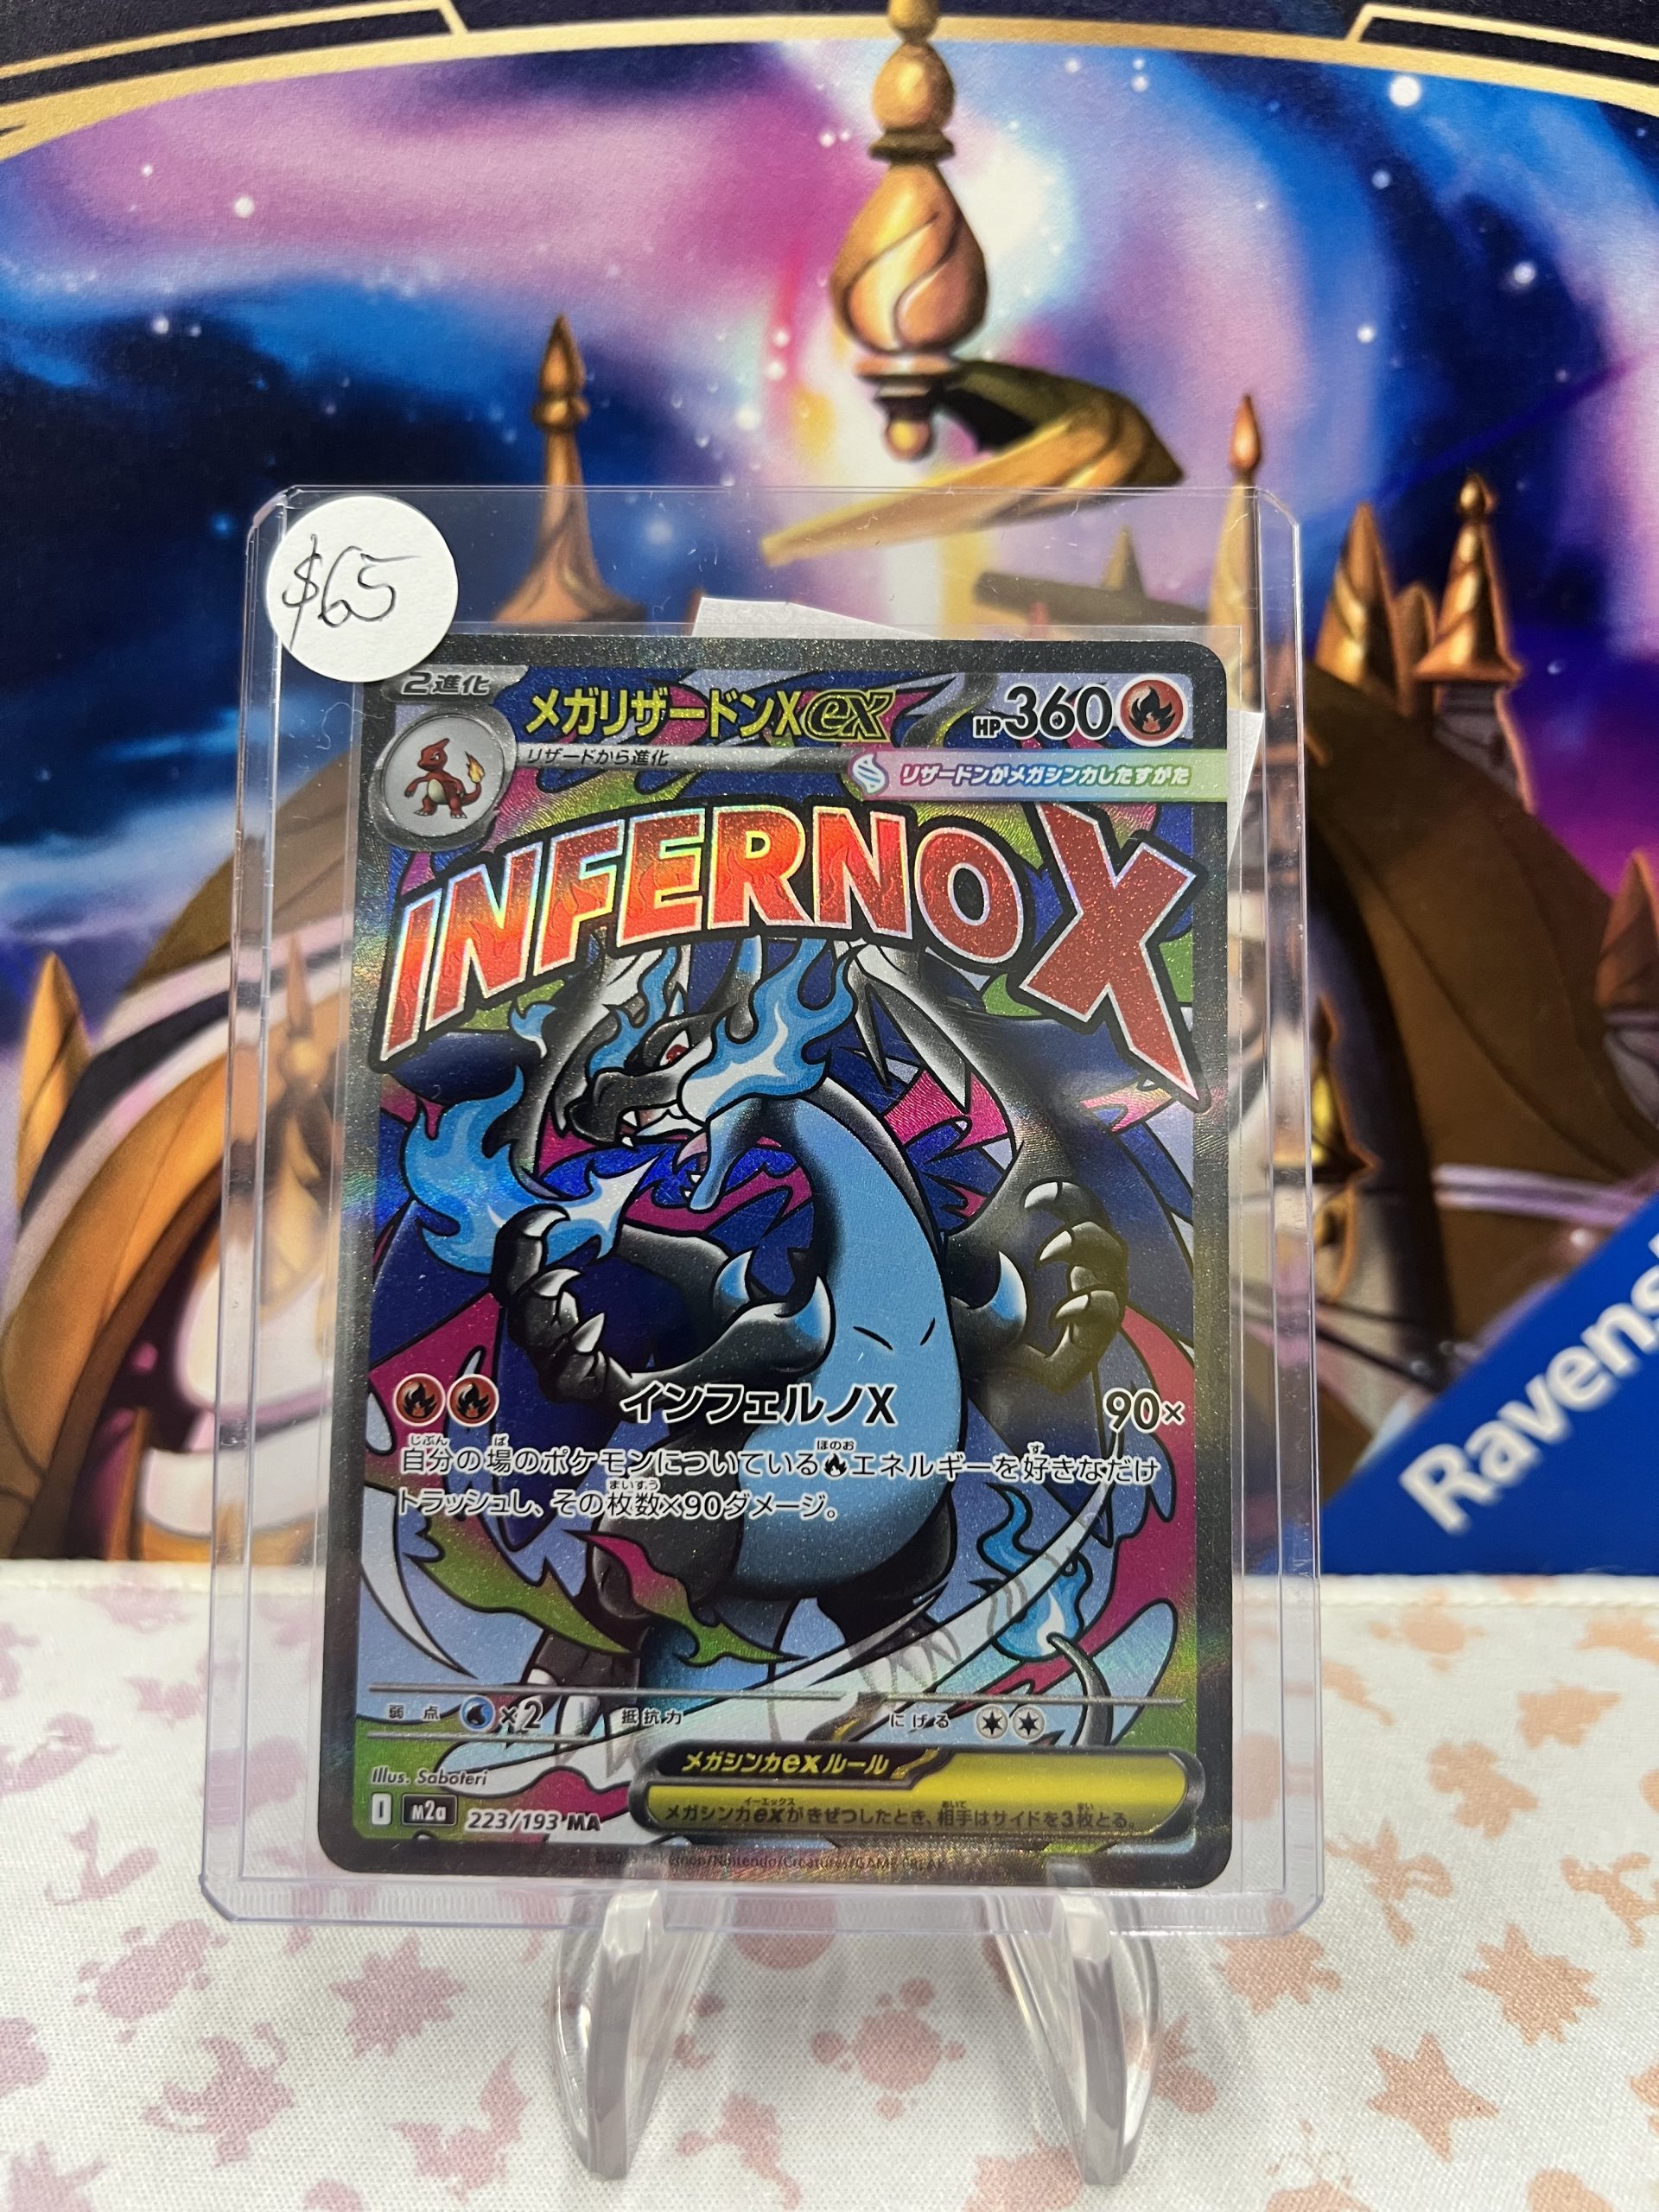 $65
2進化
メガリザードンXex
HP360
リザードから進化
リザードンがメガシンカしたすがた
INFERNO X
インフェルノX 90×
自分の場のポケモンについているエネルギーを好きなだけ
トラッシュし、その枚数×90ダメージ。
弱点 ×2 抵抗力 にげる
メガシンカexルール
メガシンカexがきぜつしたとき、相手はサイドを3枚とる。
Illus. Saboteri
I M2a 223/193 MA
Pokémon/Nintendo/Creatures/GAME FREAK
Ravens